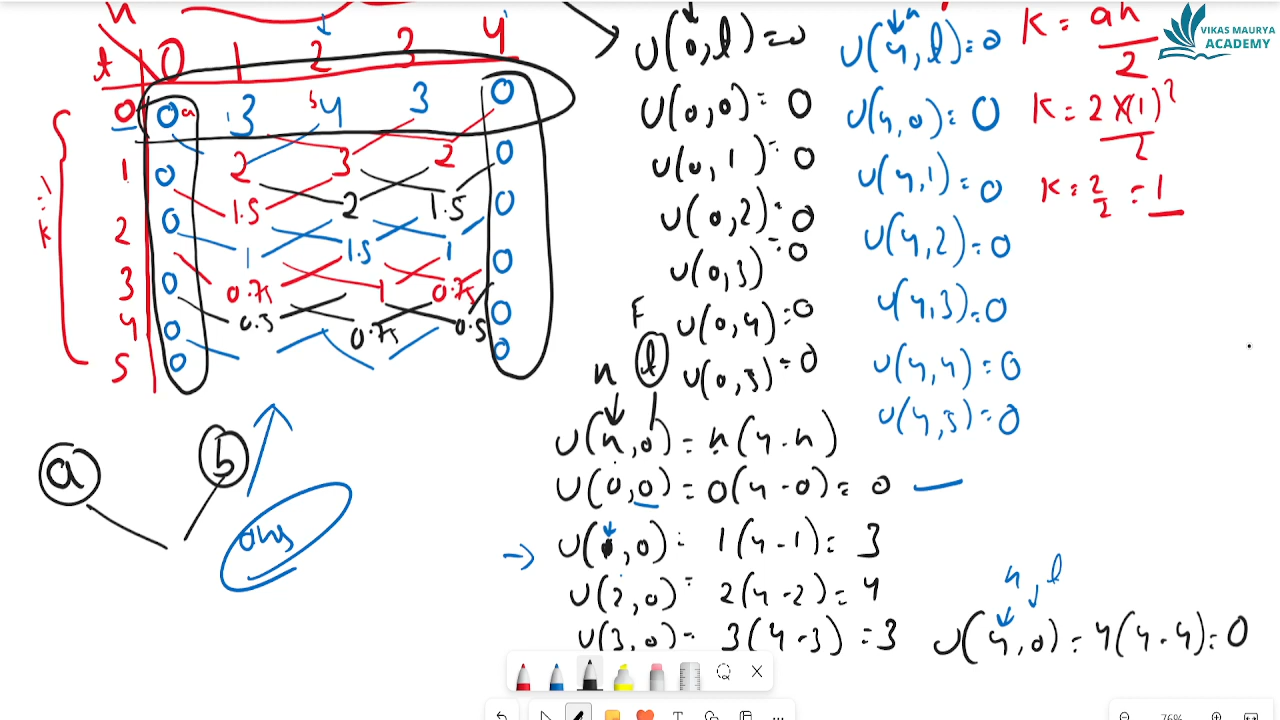 VIKAS MAURYA
ACADEMY
x
t 0 1 2 3 4
0 0 a 3 b 4 3 0
1 0 2 3 2 0
2 0 1.5 2 1.5 0
3 0 1 1.5 1 0
4 0 0.75 1 0.75 0
5 0 0.5 0.75 0.5 0
K
a
b
ans
U(0,t)=0
U(0,0)=0
U(0,1)=0
U(0,2)=0
U(0,3)=0
U(0,4)=0
U(0,5)=0
U(4,t)=0
U(4,0)=0
U(4,1)=0
U(4,2)=0
U(4,3)=0
U(4,4)=0
U(4,5)=0
K = ah
2
K = 2×(1)²
2
K = 2/2 = 1
x t
U(x,0)=x(4-x)
U(0,0)=0(4-0)=0
→ U( ,0)= 1(4-1)=3
U(2,0)= 2(4-2)=4
U(3,0)= 3(4-3)=3
x t
U(4,0)=4(4-4)=0
76%